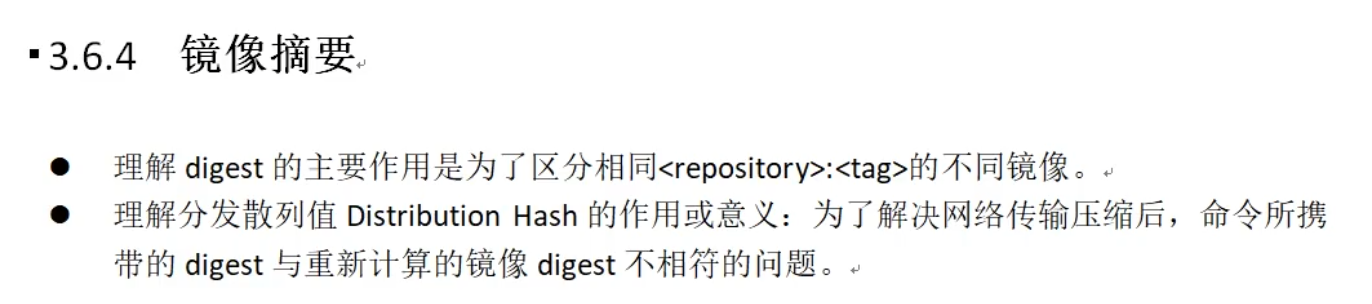 ▪3.6.4 镜像摘要
● 理解 digest 的主要作用是为了区分相同<repository>:<tag>的不同镜像。
● 理解分发散列值 Distribution Hash 的作用或意义：为了解决网络传输压缩后，命令所携
带的 digest 与重新计算的镜像 digest 不相符的问题。